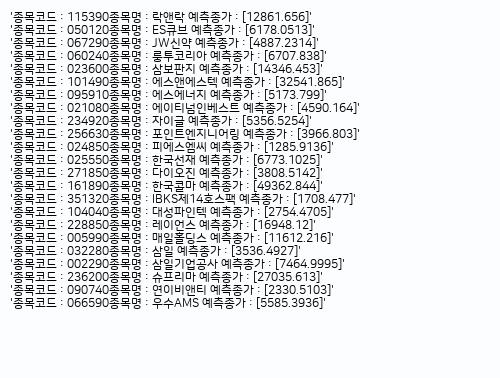 '종목코드 : 115390종목명 : 락앤락 예측종가 : [12861.656]'
'종목코드 : 050120종목명 : ES큐브 예측종가 : [6178.0513]'
'종목코드 : 067290종목명 : JW신약 예측종가 : [4887.2314]'
'종목코드 : 060240종목명 : 룽투코리아 예측종가 : [6707.838]'
'종목코드 : 023600종목명 : 삼보판지 예측종가 : [14346.453]'
'종목코드 : 101490종목명 : 에스앤에스텍 예측종가 : [32541.865]'
'종목코드 : 095910종목명 : 에스에너지 예측종가 : [5173.799]'
'종목코드 : 021080종목명 : 에이티넘인베스트 예측종가 : [4590.164]'
'종목코드 : 234920종목명 : 자이글 예측종가 : [5356.5254]'
'종목코드 : 256630종목명 : 포인트엔지니어링 예측종가 : [3966.803]'
'종목코드 : 024850종목명 : 피에스엠씨 예측종가 : [1285.9136]'
'종목코드 : 025550종목명 : 한국선재 예측종가 : [6773.1025]'
'종목코드 : 271850종목명 : 다이오진 예측종가 : [3808.5142]'
'종목코드 : 161890종목명 : 한국콜마 예측종가 : [49362.844]'
'종목코드 : 351320종목명 : IBKS제14호스팩 예측종가 : [1708.477]'
'종목코드 : 104040종목명 : 대성파인텍 예측종가 : [2754.4705]'
'종목코드 : 228850종목명 : 레이언스 예측종가 : [16948.12]'
'종목코드 : 005990종목명 : 매일홀딩스 예측종가 : [11612.216]'
'종목코드 : 032280종목명 : 삼일 예측종가 : [3536.4927]'
'종목코드 : 002290종목명 : 삼일기업공사 예측종가 : [7464.9995]'
'종목코드 : 236200종목명 : 슈프리마 예측종가 : [27035.613]'
'종목코드 : 090740종목명 : 연이비앤티 예측종가 : [2330.5103]'
'종목코드 : 066590종목명 : 우수AMS 예측종가 : [5585.3936]'